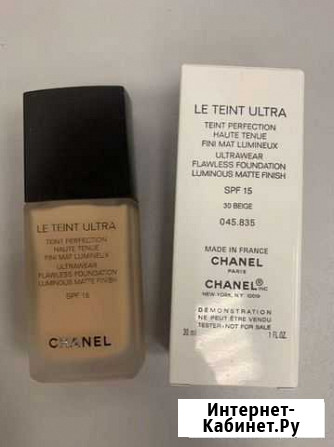 LE TEINT ULTRA
TEINT PERFECTION
HAUTE TENUE
FINI MAT LUMINEUX
ULTRAWEAR
FLAWLESS FOUNDATION
LUMINOUS MATTE FINISH
SPF 15
CHANEL
LE TEINT ULTRA
TEINT PERFECTION
HAUTE TENUE
FINI MAT LUMINEUX
ULTRAWEAR
FLAWLESS FOUNDATION
LUMINOUS MATTE FINISH
SPF 15
30 BEIGE
045.835
MADE IN FRANCE
CHANEL
PARIS
CHANEL® INC
NEW YORK, N.Y. 10019
DÉMONSTRATION
NE PEUT ÊTRE VENDU
TESTER-NOT FOR SALE
30 ml 1 FL.OZ.
Интернет-
Кабинет.Ру